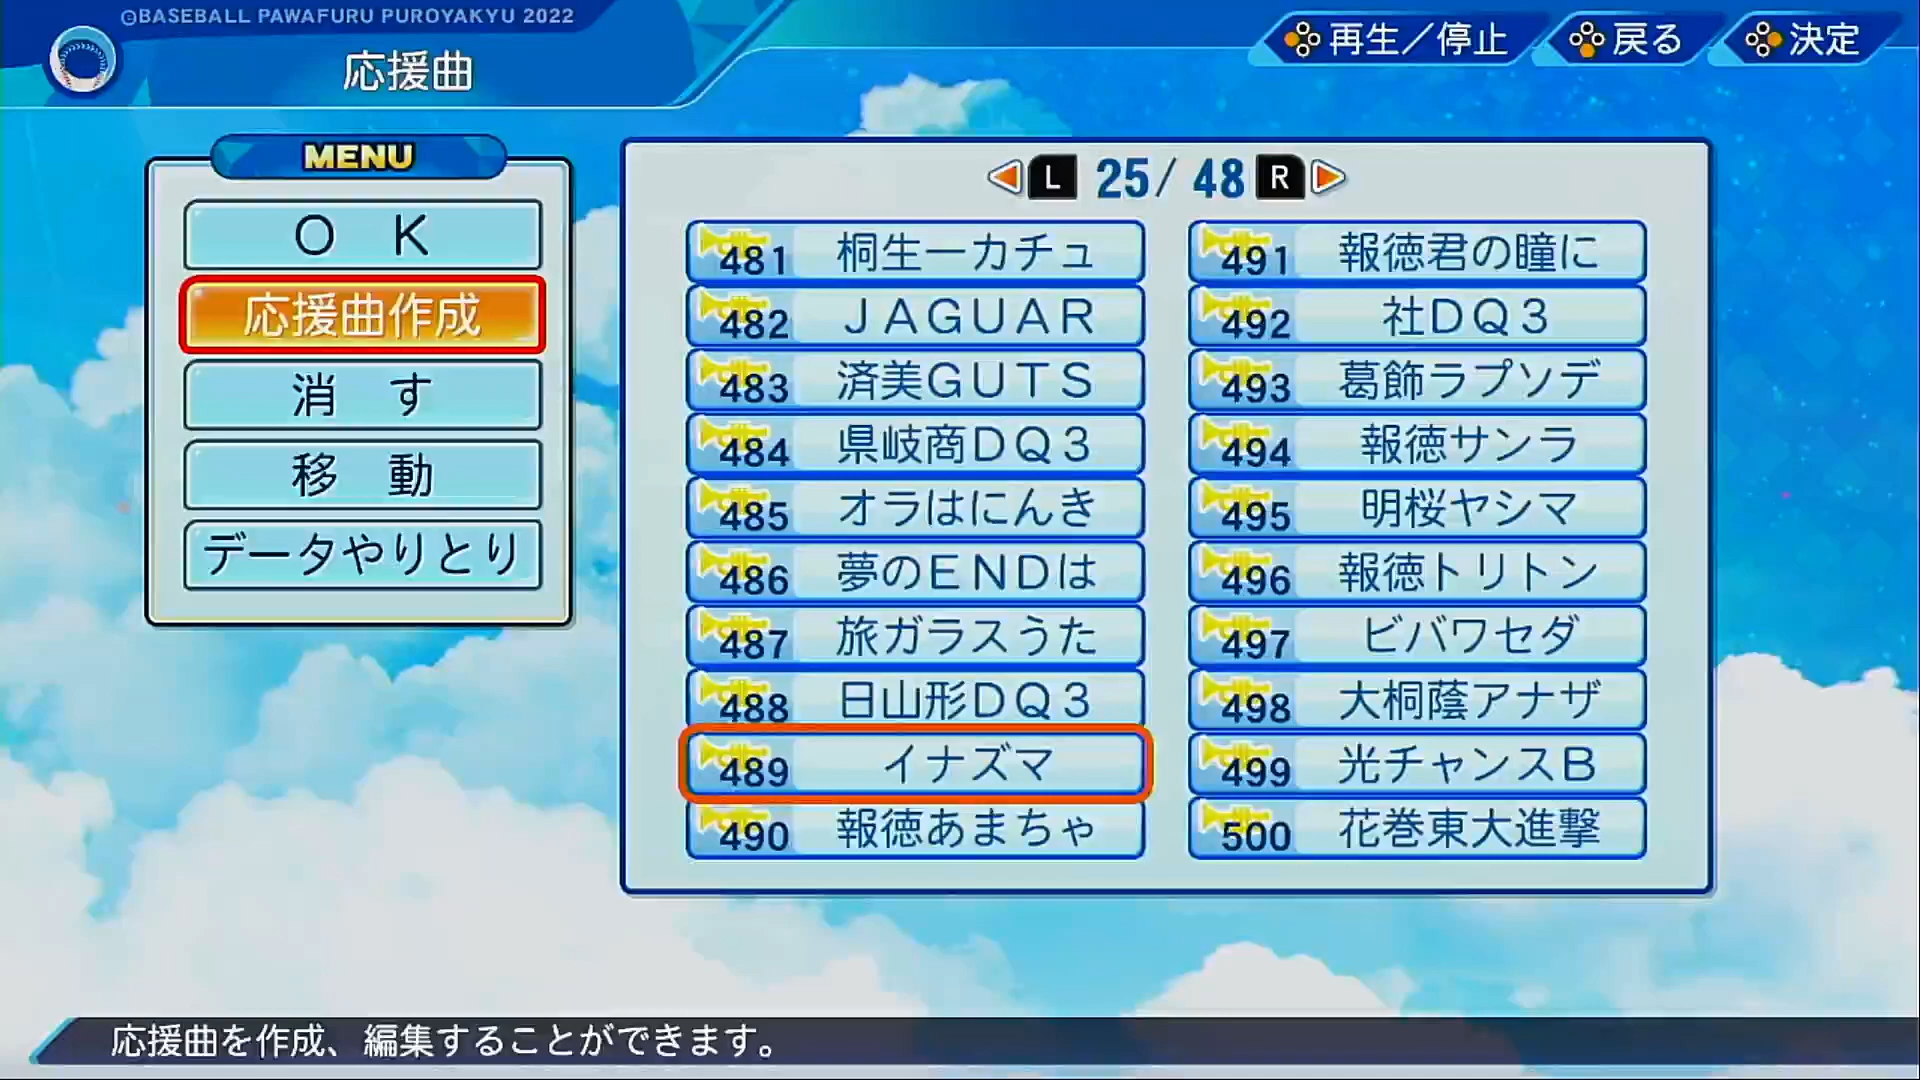 ©BASEBALL PAWAFURU PUROYAKYU 2022
応援曲
再生／停止
戻る
決定
MENU
ＯＫ
応援曲作成
消す
移動
データやりとり
L 25/ 48 R
481 桐生一カチュ
482 ＪＡＧＵＡＲ
483 済美ＧＵＴＳ
484 県岐商ＤＱ３
485 オラはにんき
486 夢のＥＮＤは
487 旅ガラスうた
488 日山形ＤＱ３
489 イナズマ
490 報徳あまちゃ
491 報徳君の瞳に
492 社ＤＱ３
493 葛飾ラプソデ
494 報徳サンラ
495 明桜ヤシマ
496 報徳トリトン
497 ビバワセダ
498 大桐蔭アナザ
499 光チャンスＢ
500 花巻東大進撃
応援曲を作成、編集することができます。